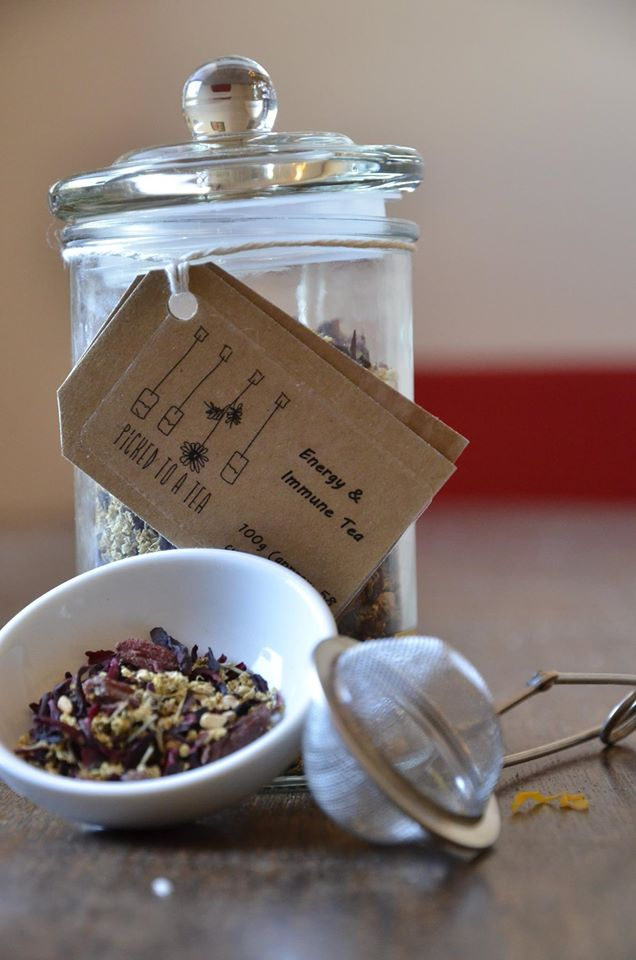 PICKED TO A TEA
Energy &
Immune Tea
100g